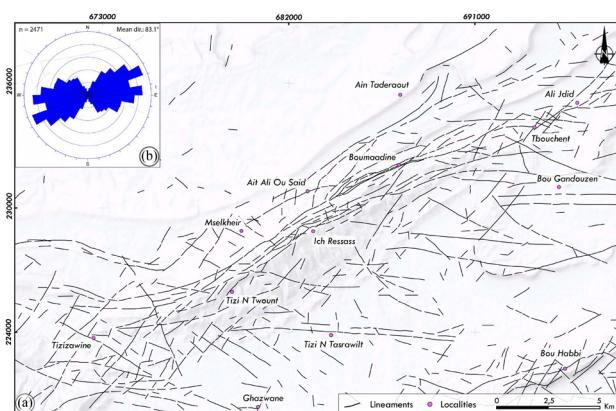 673000 682000 691000
n = 2471 Mean dir.: 83.1°
N
W E
S
(b)
236000
230000
224000
Ain Taderaout
Ali Jdid
Tbouchent
Boumaadine
Bou Gandouzen
Ait Ali Ou Said
Mselkheir
Ich Ressass
Tizi N Twount
Tizizawine
Tizi N Tasrawilt
Bou Habbi
Ghazwane
(a)
Lineaments Localities 0 2,5 5
Km